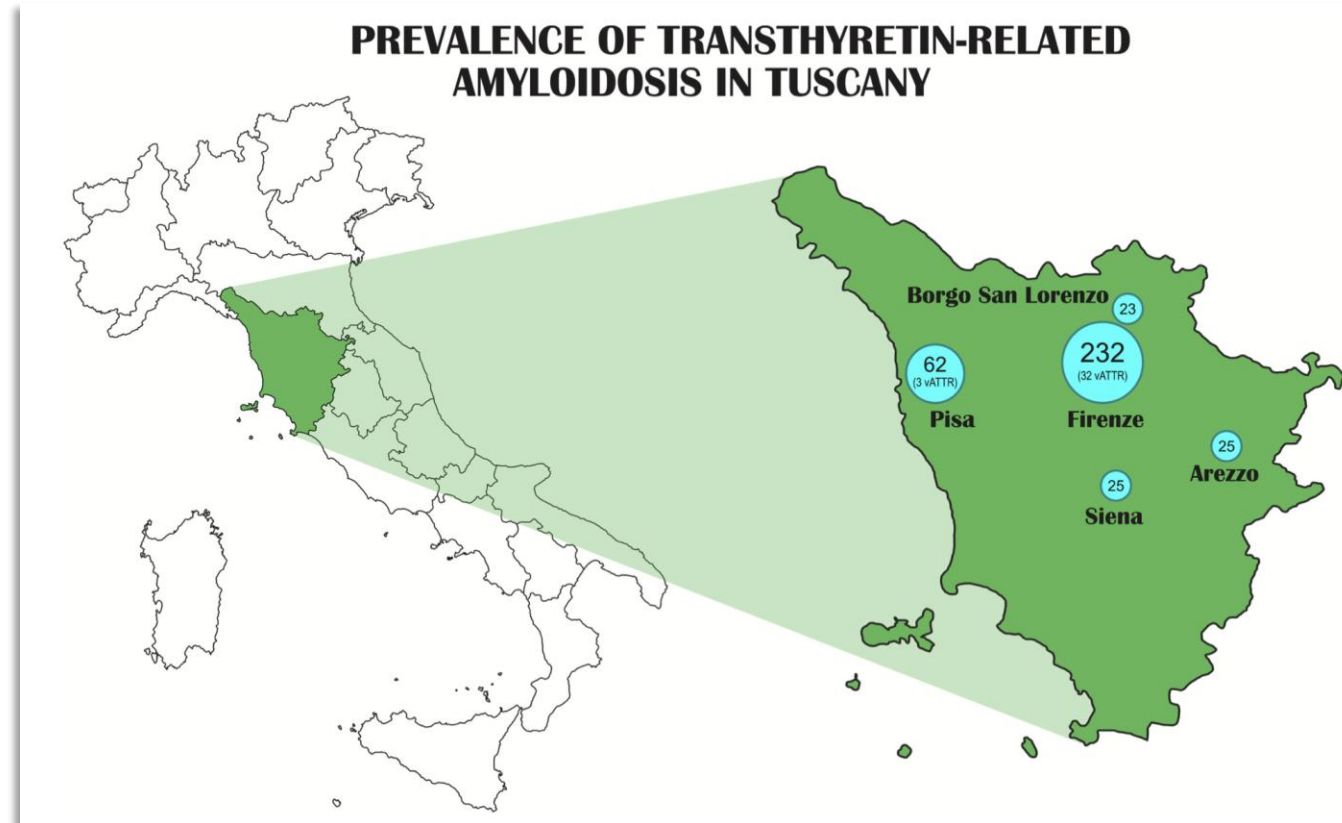 PREVALENCE OF TRANSTHYRETIN-RELATED
AMYLOIDOSIS IN TUSCANY
Borgo San Lorenzo
23
62
(3 vATTR)
Pisa
232
(32 vATTR)
Firenze
25
Arezzo
25
Siena